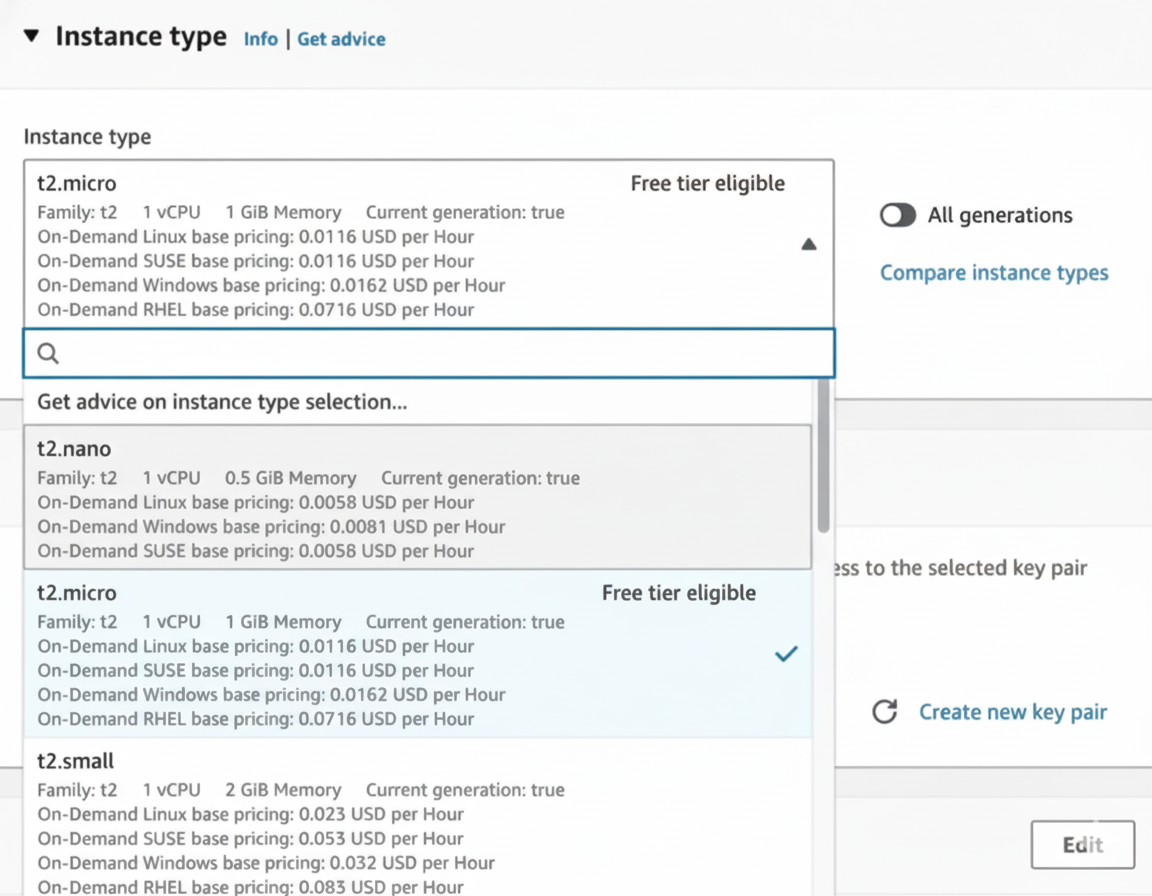 Instance type Info | Get advice
Instance type
t2.micro Free tier eligible
Family: t2 1 vCPU 1 GiB Memory Current generation: true
On-Demand Linux base pricing: 0.0116 USD per Hour
On-Demand SUSE base pricing: 0.0116 USD per Hour
On-Demand Windows base pricing: 0.0162 USD per Hour
On-Demand RHEL base pricing: 0.0716 USD per Hour
All generations
Compare instance types
Get advice on instance type selection...
t2.nano
Family: t2 1 vCPU 0.5 GiB Memory Current generation: true
On-Demand Linux base pricing: 0.0058 USD per Hour
On-Demand Windows base pricing: 0.0081 USD per Hour
On-Demand SUSE base pricing: 0.0058 USD per Hour
t2.micro Free tier eligible
Family: t2 1 vCPU 1 GiB Memory Current generation: true
On-Demand Linux base pricing: 0.0116 USD per Hour
On-Demand SUSE base pricing: 0.0116 USD per Hour
On-Demand Windows base pricing: 0.0162 USD per Hour
On-Demand RHEL base pricing: 0.0716 USD per Hour
t2.small
Family: t2 1 vCPU 2 GiB Memory Current generation: true
On-Demand Linux base pricing: 0.023 USD per Hour
On-Demand SUSE base pricing: 0.053 USD per Hour
On-Demand Windows base pricing: 0.032 USD per Hour
On-Demand RHEL base pricing: 0.083 USD per Hour
to the selected key pair
Create new key pair
Edit